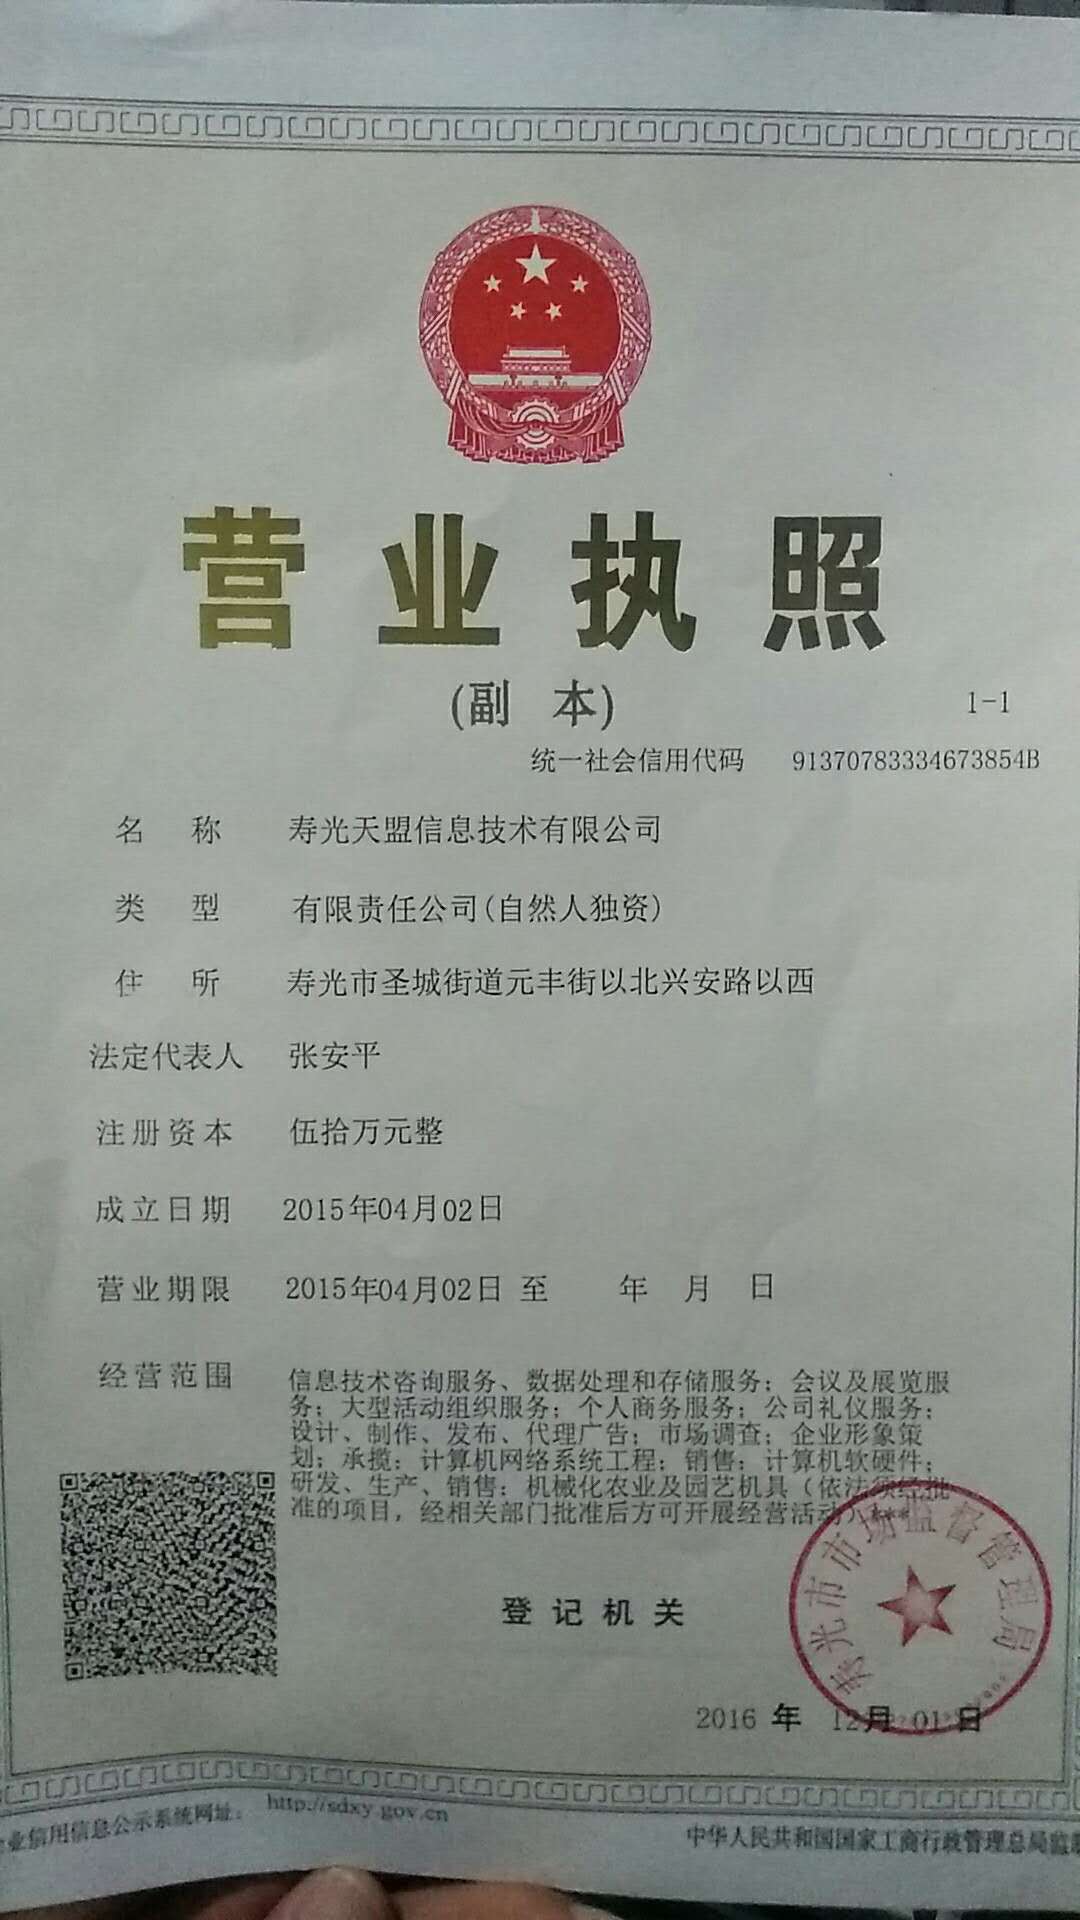 营业执照
(副 本)
1-1
统一社会信用代码 91370783334673854B
名 称 寿光天盟信息技术有限公司
类 型 有限责任公司(自然人独资)
住 所 寿光市圣城街道元丰街以北兴安路以西
法定代表人 张安平
注册资本 伍拾万元整
成立日期 2015年04月02日
营业期限 2015年04月02日 至 年 月 日
经营范围 信息技术咨询服务、数据处理和存储服务；会议及展览服
务；大型活动组织服务；个人商务服务；公司礼仪服务；
设计、制作、发布、代理广告；市场调查；企业形象策
划；承揽：计算机网络系统工程；销售：计算机软硬件；
研发、生产、销售：机械化农业及园艺机具（依法须经批
准的项目，经相关部门批准后方可开展经营活动）***
寿光市市场监督管理局
登记机关
2016 年 12月 01日
业信用信息公示系统网址： http://sdxy.gov.cn
中华人民共和国国家工商行政管理总局监